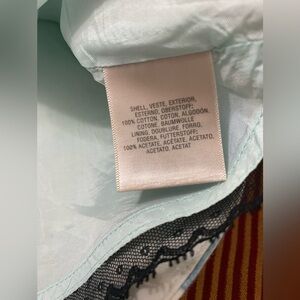 SHELL, VESTE, EXTERIOR,
ESTERNO, OBERSTOFF:
100% COTTON, COTON, ALGODÓN,
COTONE, BAUMWOLLE
LINING, DOUBLURE, FORRO,
FODERA, FUTTERSTOFF:
100% ACETATE, ACETATE, ACETATO,
ACETATO, ACETAT